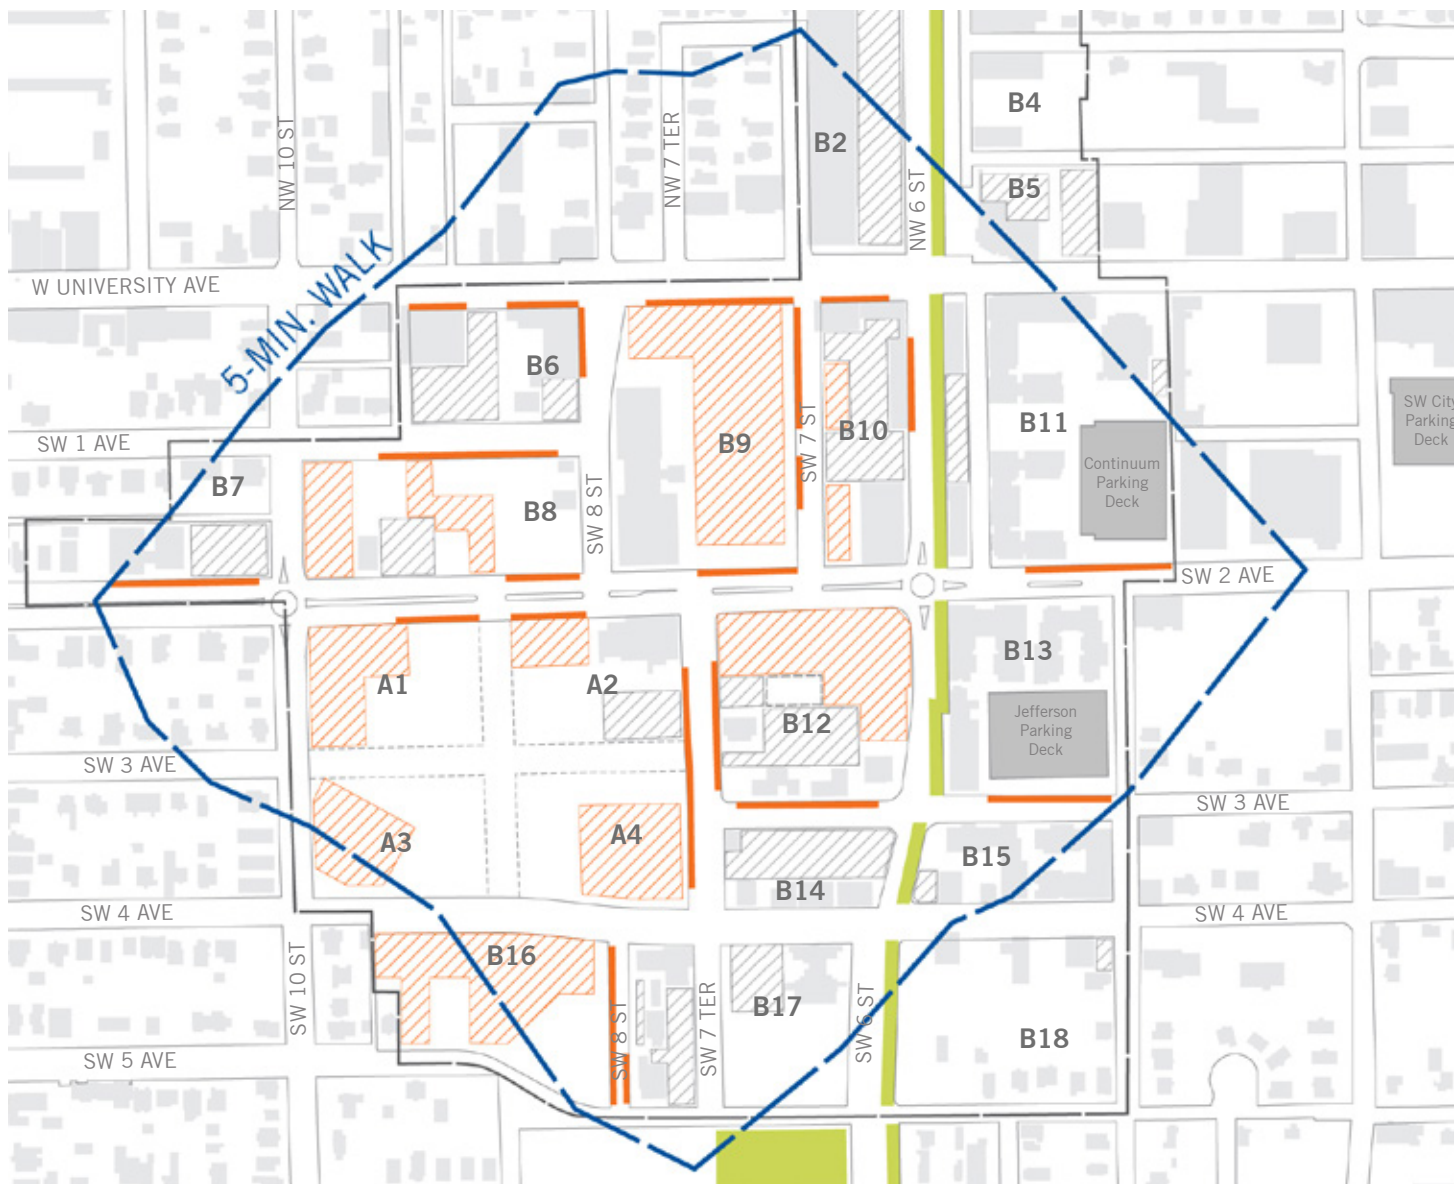 B4
NW 10 ST
NW 7 TER
B2
B5
NW 6 ST
W UNIVERSITY AVE
5-MIN. WALK
B6
SW City
Parking
Deck
SW 1 AVE
B9
SW 7 ST
B10
B11
Continuum
Parking
Deck
B7
B8
SW 8 ST
SW 2 AVE
A1
A2
B12
B13
Jefferson
Parking
Deck
SW 3 AVE
SW 3 AVE
A3
A4
B14
B15
SW 4 AVE
SW 4 AVE
SW 10 ST
B16
SW 8 ST
SW 7 TER
B17
SW 6 ST
B18
SW 5 AVE